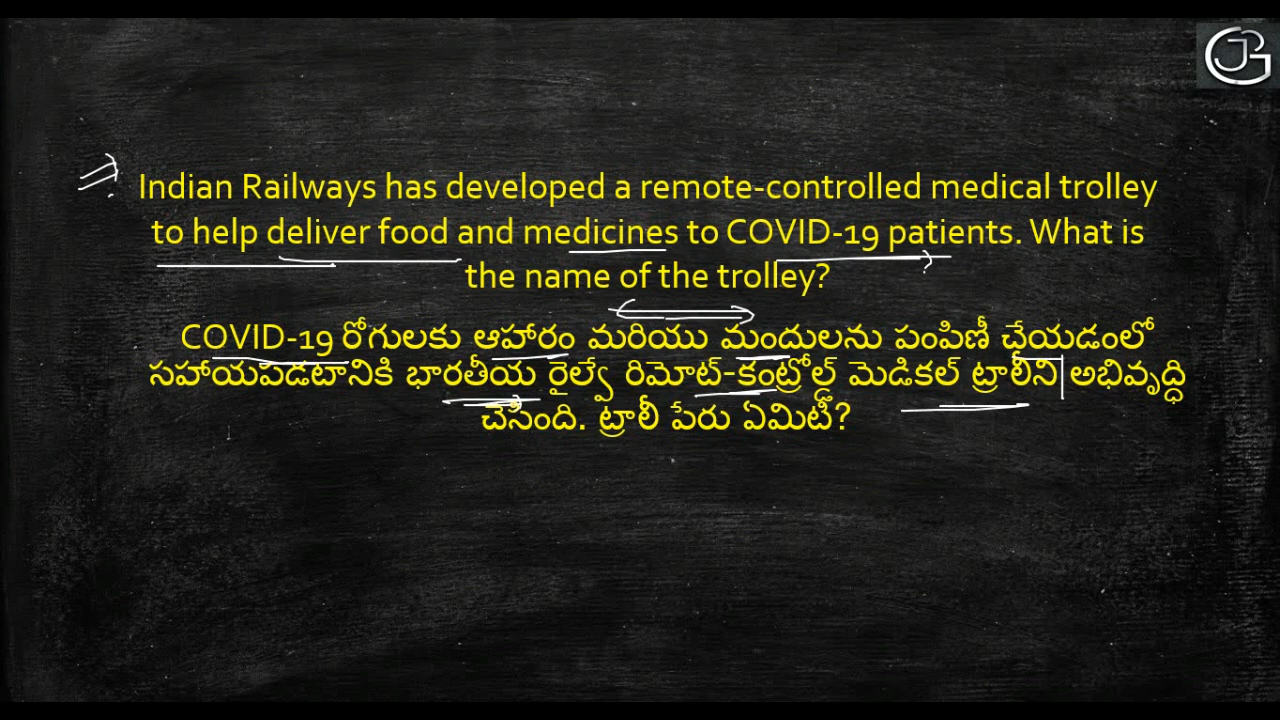 Indian Railways has developed a remote-controlled medical trolley
to help deliver food and medicines to COVID-19 patients. What is
the name of the trolley?
COVID-19 రోగులకు ఆహారం మరియు మందులను పంపిణీ చేయడంలో
సహాయపడటానికి భారతీయ రైల్వే రిమోట్-కంట్రోల్డ్ మెడికల్ ట్రాలీని అభివృద్ధి
చేసింది. ట్రాలీ పేరు ఏమిటి?